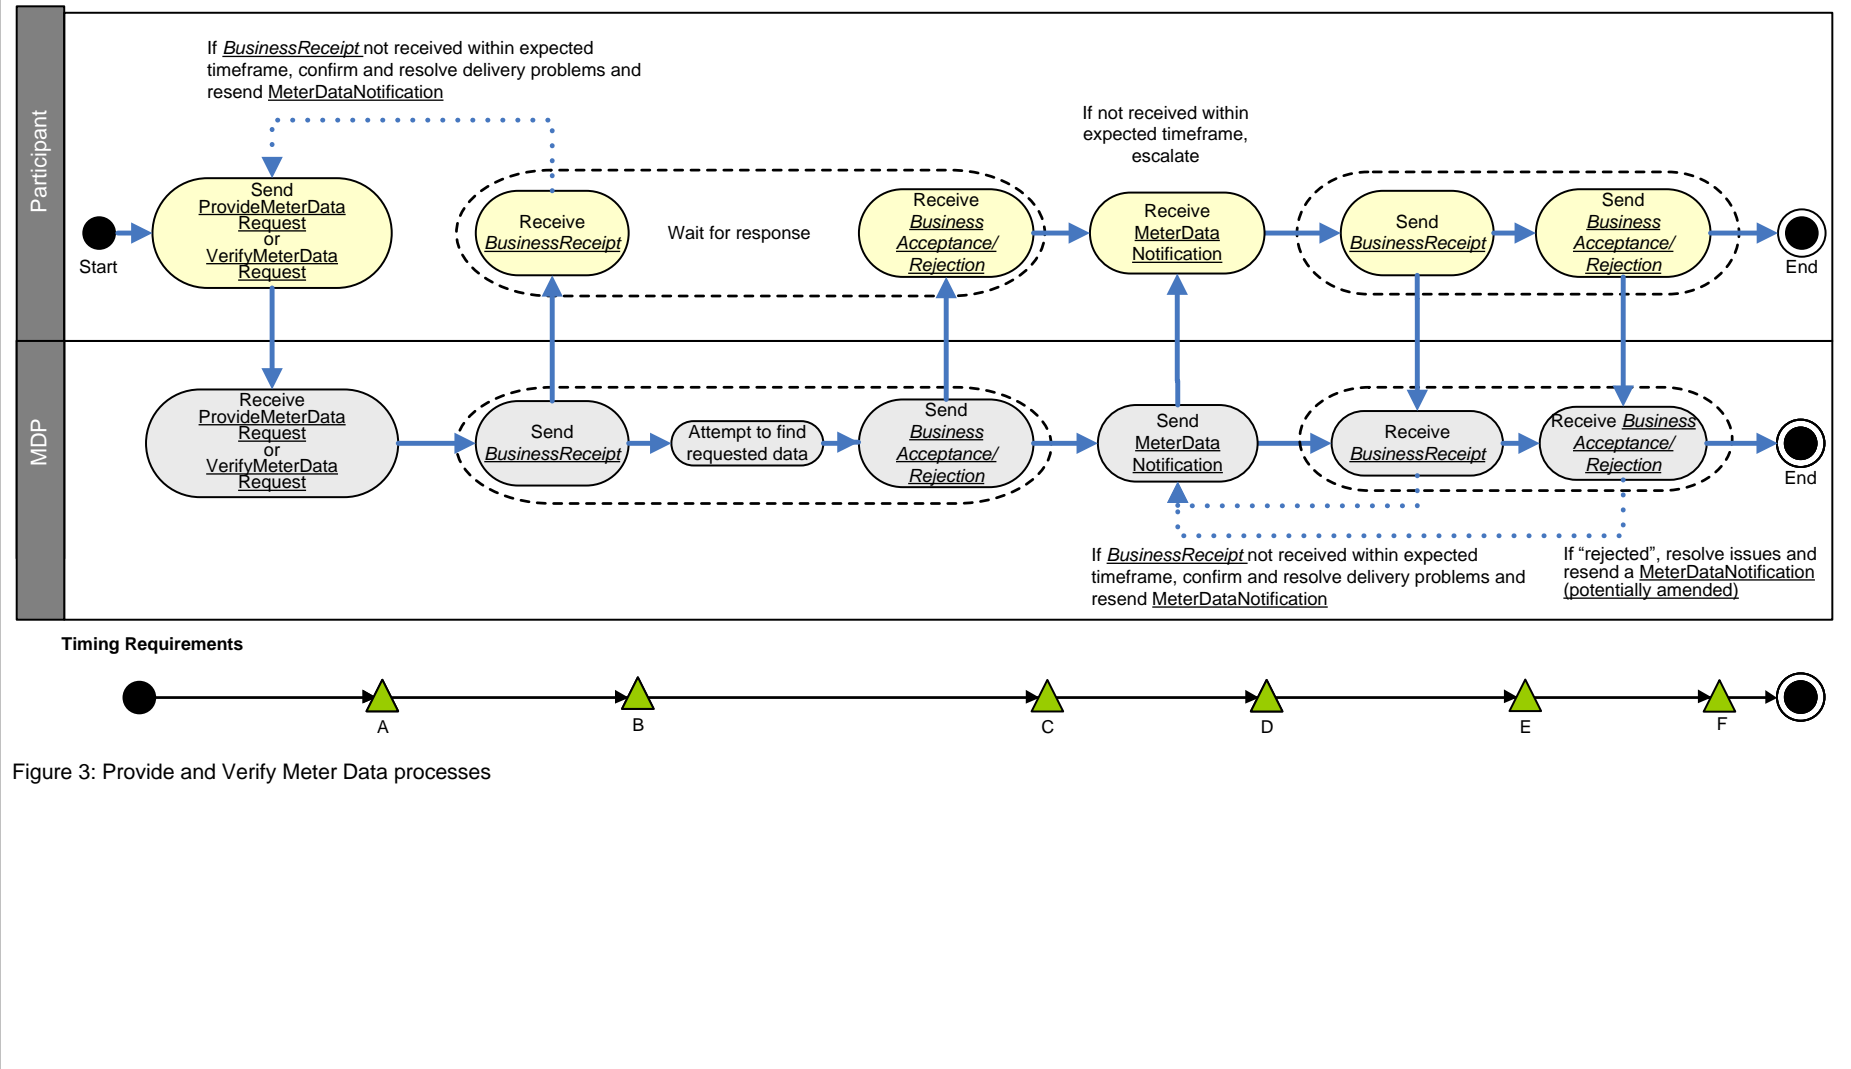 Participant
If BusinessReceipt not received within expected
timeframe, confirm and resolve delivery problems and
resend MeterDataNotification
If not received within
expected timeframe,
escalate
Start
Send
ProvideMeterData
Request
or
VerifyMeterData
Request
Receive
BusinessReceipt
Wait for response
Receive
Business
Acceptance/
Rejection
Receive
MeterData
Notification
Send
BusinessReceipt
Send
Business
Acceptance/
Rejection
End
MDP
Receive
ProvideMeterData
Request
or
VerifyMeterData
Request
Send
BusinessReceipt
Attempt to find
requested data
Send
Business
Acceptance/
Rejection
Send
MeterData
Notification
Receive
BusinessReceipt
Receive Business
Acceptance/
Rejection
End
If BusinessReceipt not received within expected
timeframe, confirm and resolve delivery problems and
resend MeterDataNotification
If “rejected”, resolve issues and
resend a MeterDataNotification
(potentially amended)
Timing Requirements
A
B
C
D
E
F
Figure 3: Provide and Verify Meter Data processes